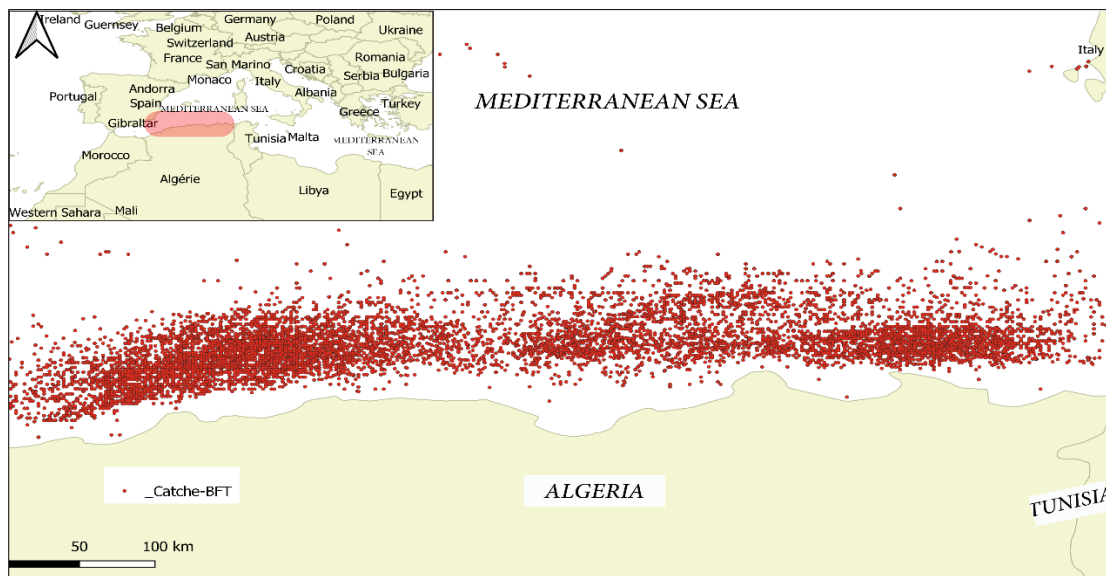 Ireland
Guernsey
Belgium
Germany
Poland
Ukraine
Switzerland
Austria
France
San Marino
Croatia
Romania
Monaco
Italy
Serbia
Bulgaria
Andorra
Albania
Portugal
Spain
MEDITERRANEAN SEA
Greece
Turkey
Gibraltar
Tunisia
Malta
MEDITERRANEAN
SEA
Morocco
Algérie
Libya
Egypt
Western Sahara
Mali
Italy
MEDITERRANEAN SEA
_Catche-BFT
ALGERIA
TUNISIA
50
100 km